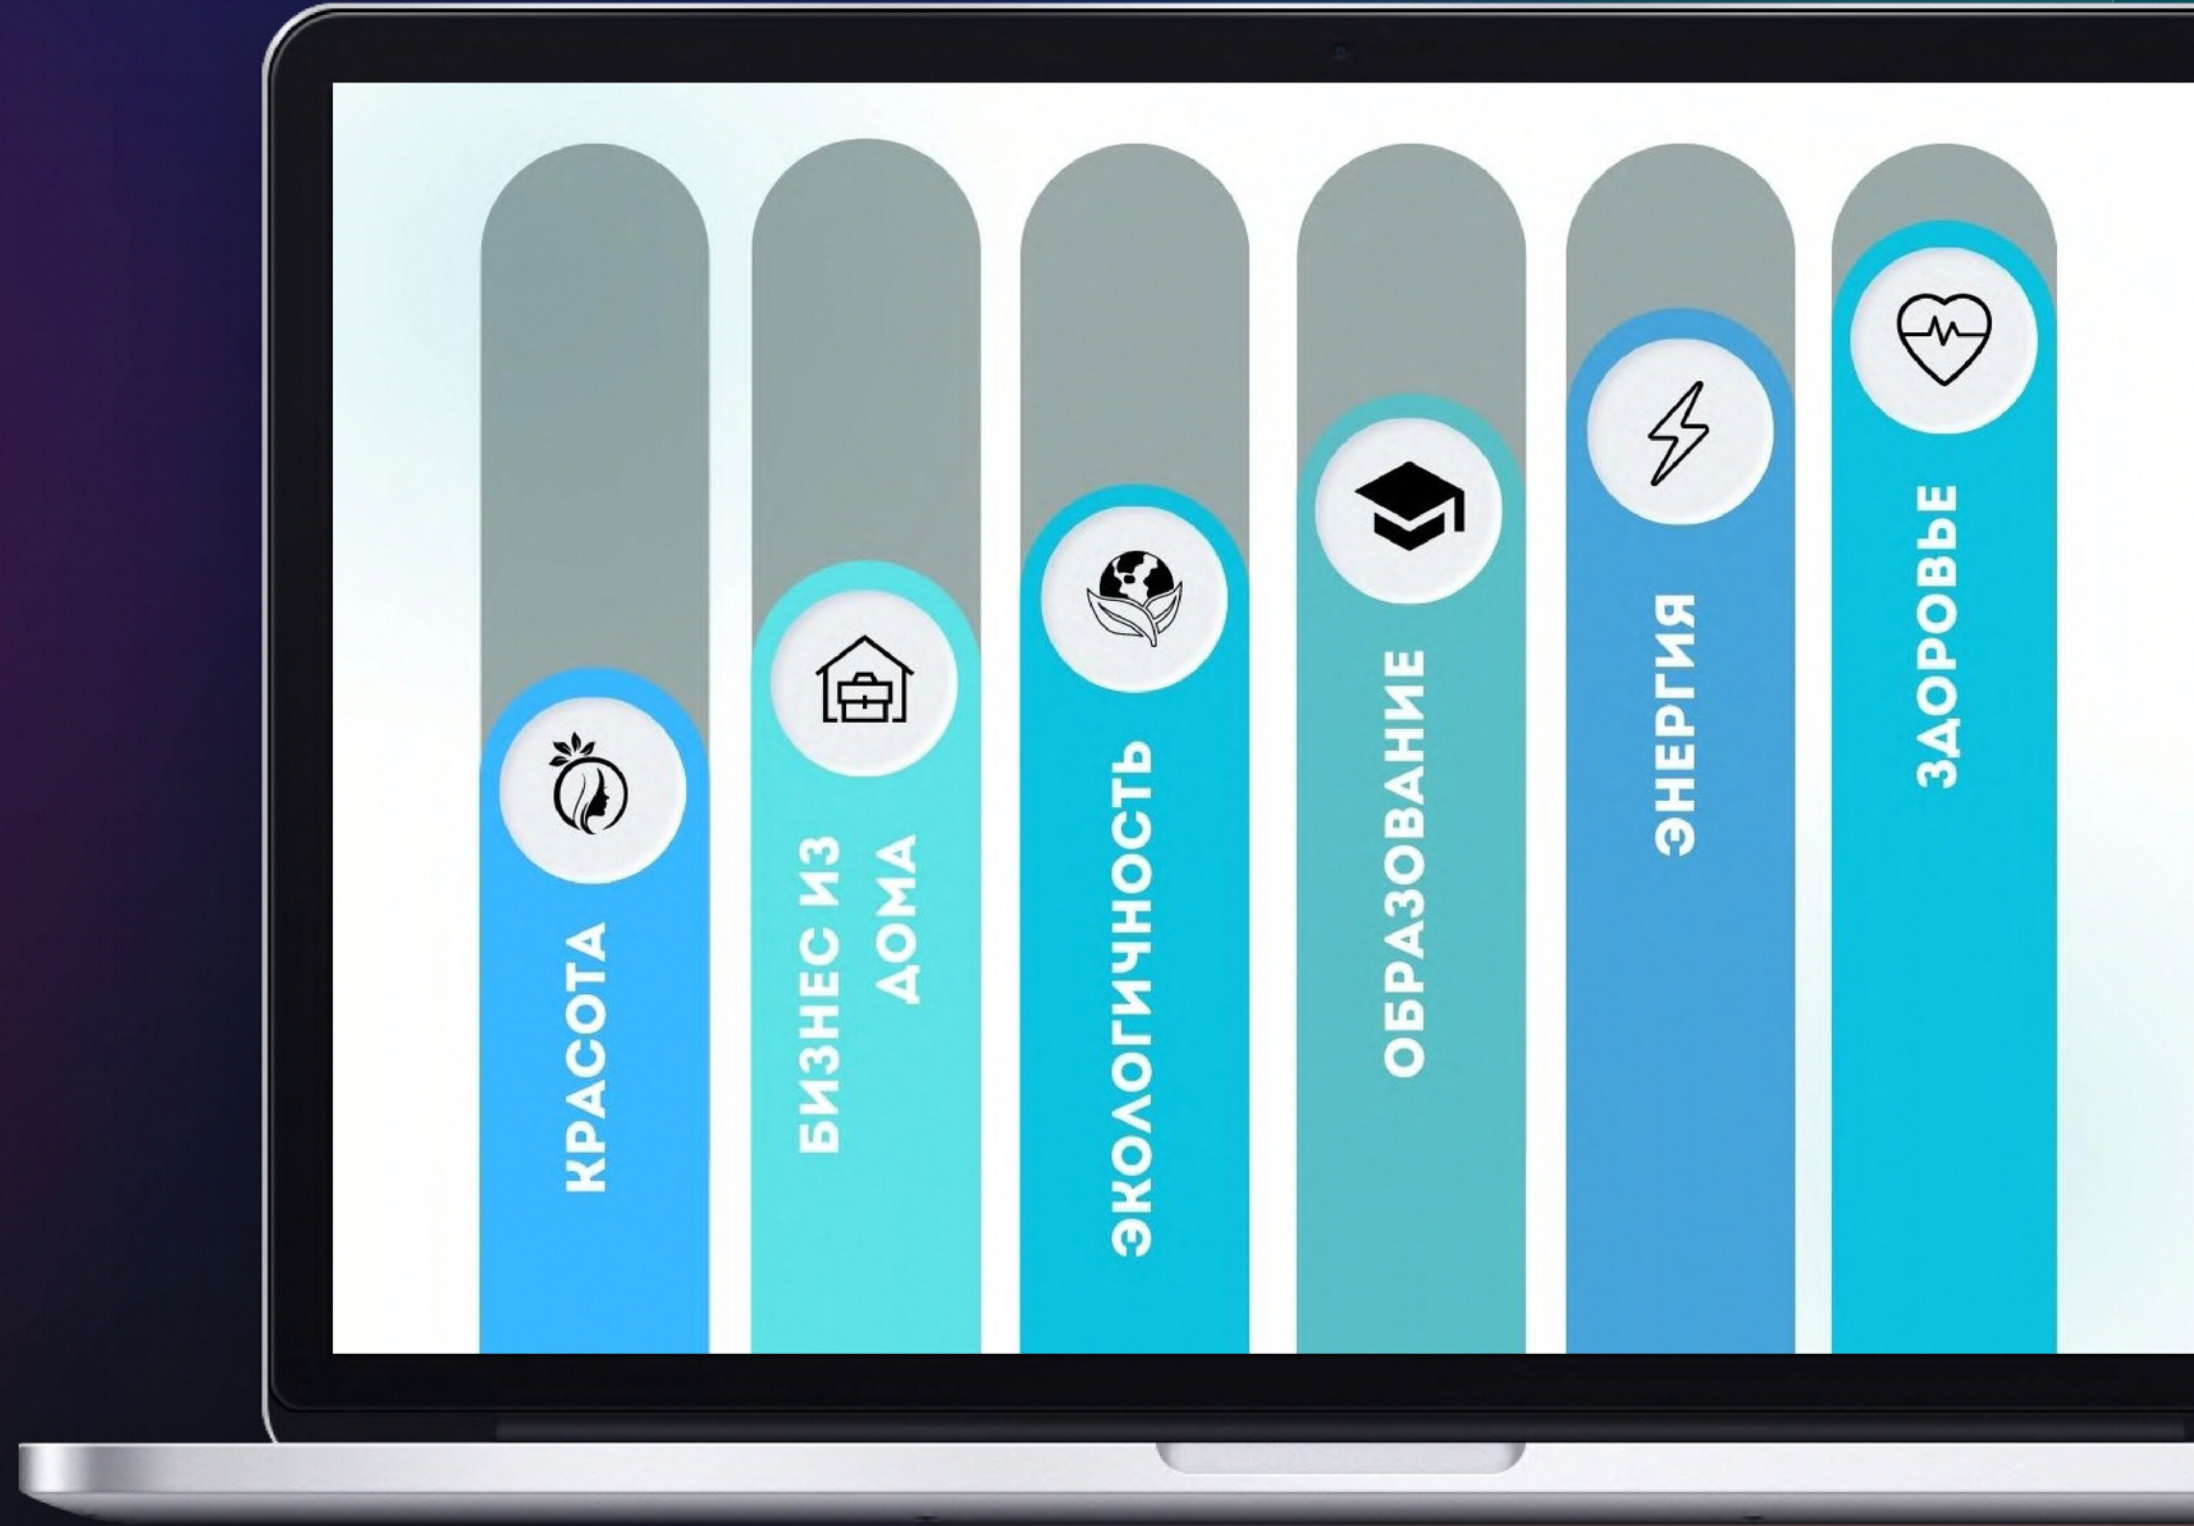 КРАСОТА
БИЗНЕС ИЗ
ДОМА
ЭКОЛОГИЧНОСТЬ
ОБРАЗОВАНИЕ
ЭНЕРГИЯ
ЗДОРОВЬЕ